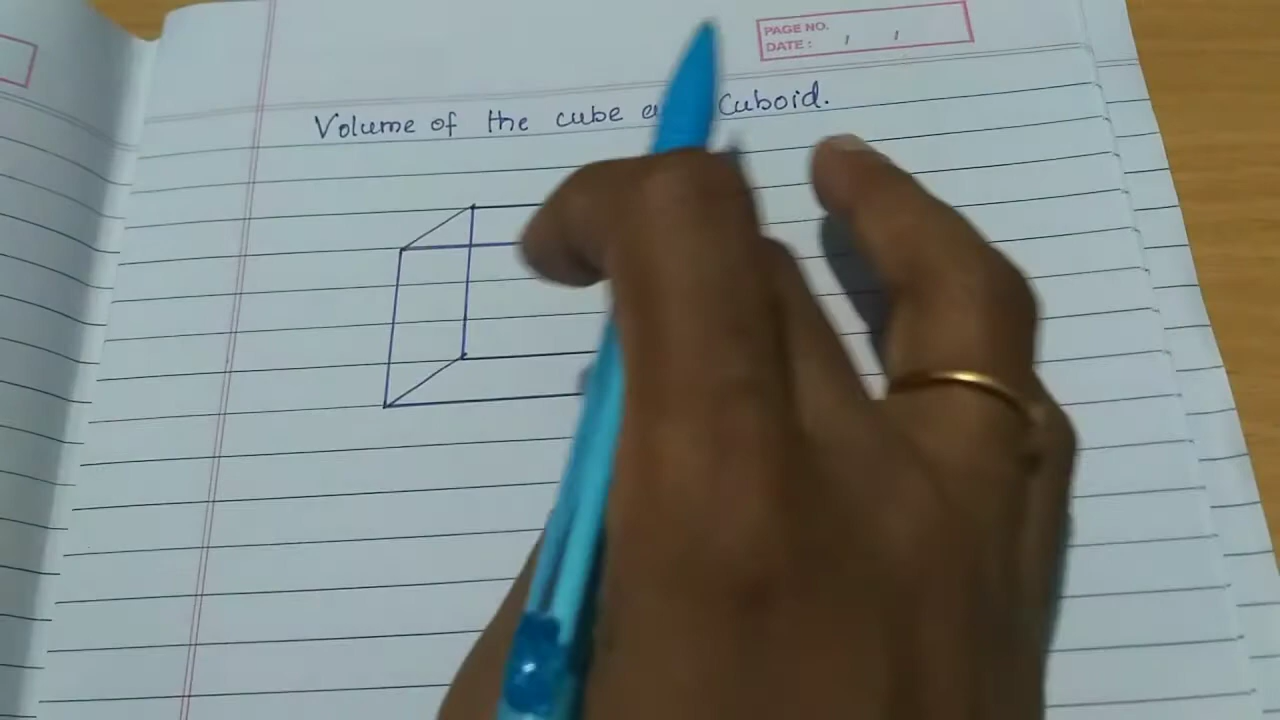 PAGE NO.
DATE : / /
Volume of the cube Cuboid.